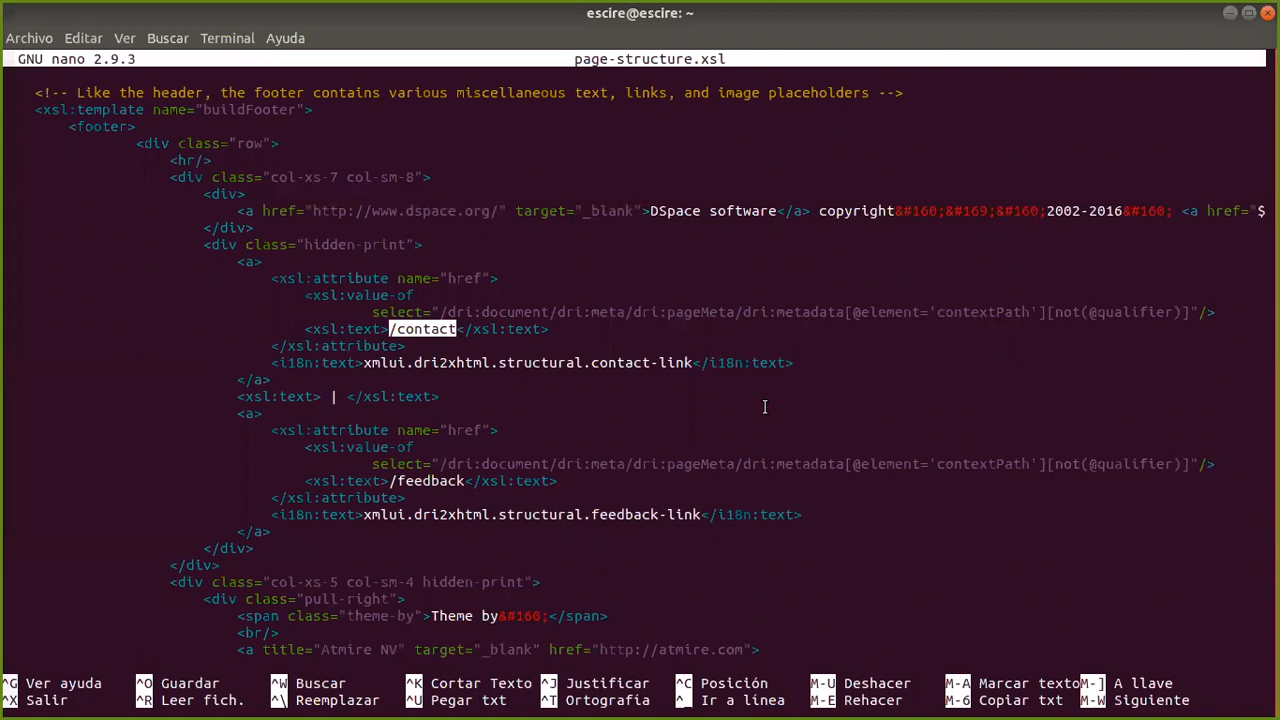 escire@escire: ~
Archivo Editar Ver Buscar Terminal Ayuda
GNU nano 2.9.3 page-structure.xsl
<!-- Like the header, the footer contains various miscellaneous text, links, and image placeholders -->
<xsl:template name="buildFooter">
<footer>
<div class="row">
<hr/>
<div class="col-xs-7 col-sm-8">
<div>
<a href="http://www.dspace.org/" target="_blank">DSpace software</a> copyright&#160;&#169;&#160;2002-2016&#160; <a href="$
</div>
<div class="hidden-print">
<a>
<xsl:attribute name="href">
<xsl:value-of
select="/dri:document/dri:meta/dri:pageMeta/dri:metadata[@element='contextPath'][not(@qualifier)]"/>
<xsl:text>/contact</xsl:text>
</xsl:attribute>
<i18n:text>xmlui.dri2xhtml.structural.contact-link</i18n:text>
</a>
<xsl:text> | </xsl:text>
<a>
<xsl:attribute name="href">
<xsl:value-of
select="/dri:document/dri:meta/dri:pageMeta/dri:metadata[@element='contextPath'][not(@qualifier)]"/>
<xsl:text>/feedback</xsl:text>
</xsl:attribute>
<i18n:text>xmlui.dri2xhtml.structural.feedback-link</i18n:text>
</a>
</div>
</div>
<div class="col-xs-5 col-sm-4 hidden-print">
<div class="pull-right">
<span class="theme-by">Theme by&#160;</span>
<br/>
<a title="Atmire NV" target="_blank" href="http://atmire.com">
^G Ver ayuda ^O Guardar ^W Buscar ^K Cortar Texto ^J Justificar ^C Posición M-U Deshacer M-A Marcar texto M-] A llave
^X Salir ^R Leer fich. ^\ Reemplazar ^U Pegar txt ^T Ortografía ^_ Ir a línea M-E Rehacer M-6 Copiar txt M-W Siguiente